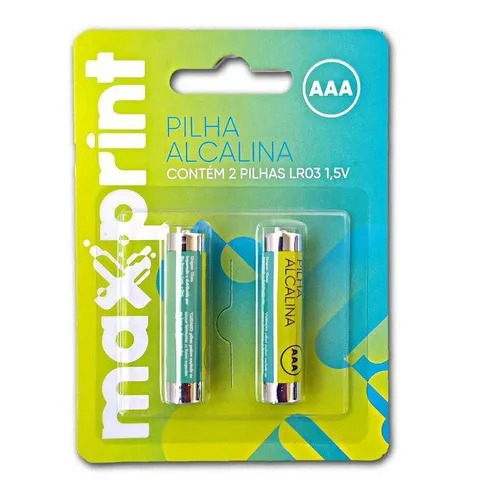 maxprint
AAA
PILHA
ALCALINA
CONTÉM 2 PILHAS LR03 1,5V
PILHA
ALCALINA
AAA